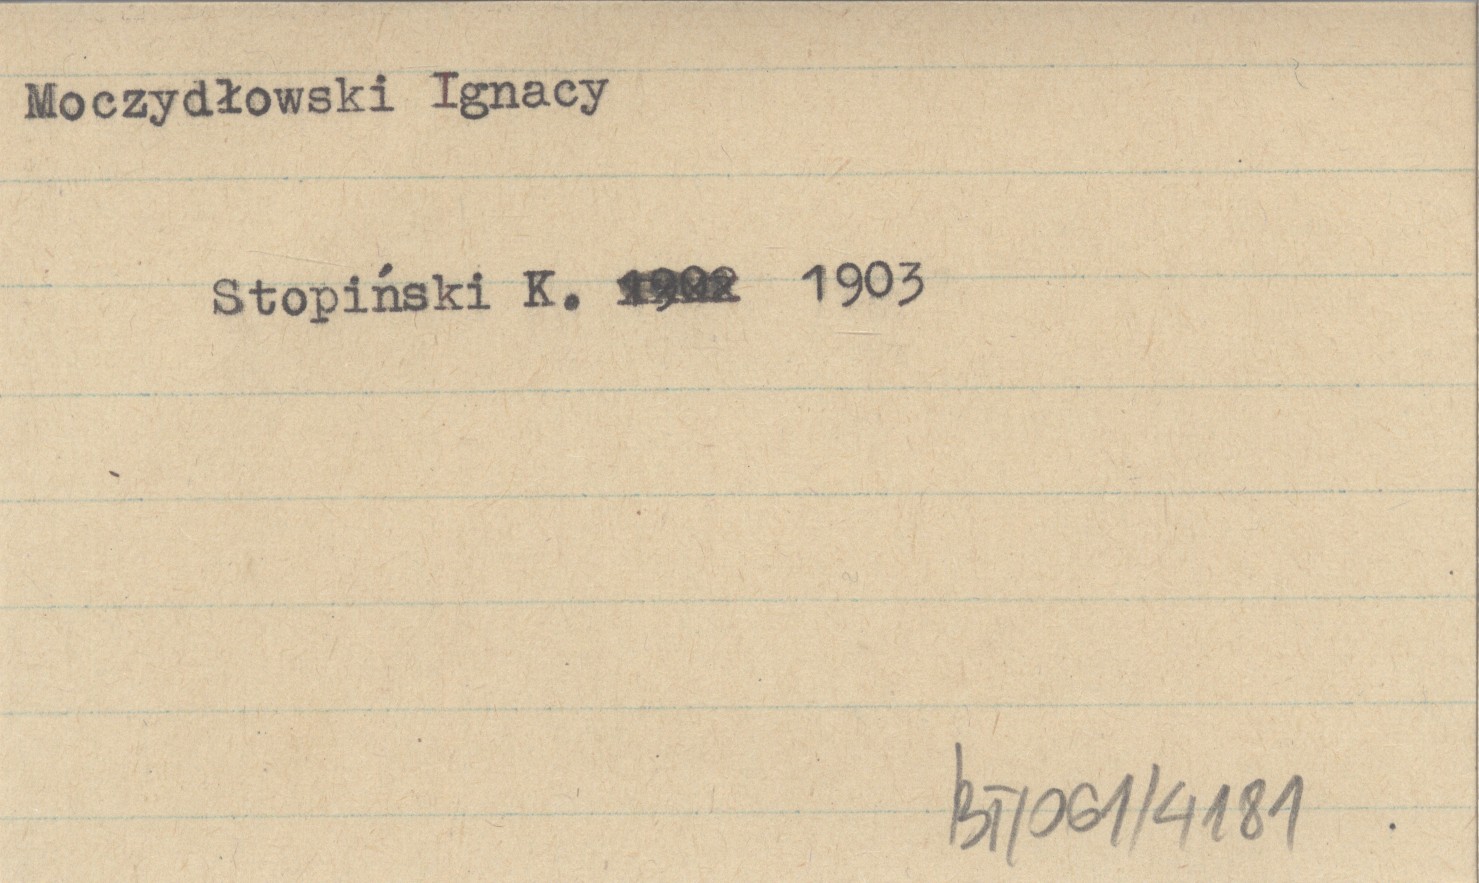 Moczydłowski Ignacy
Stopiński K. 1903
BT/061/4181